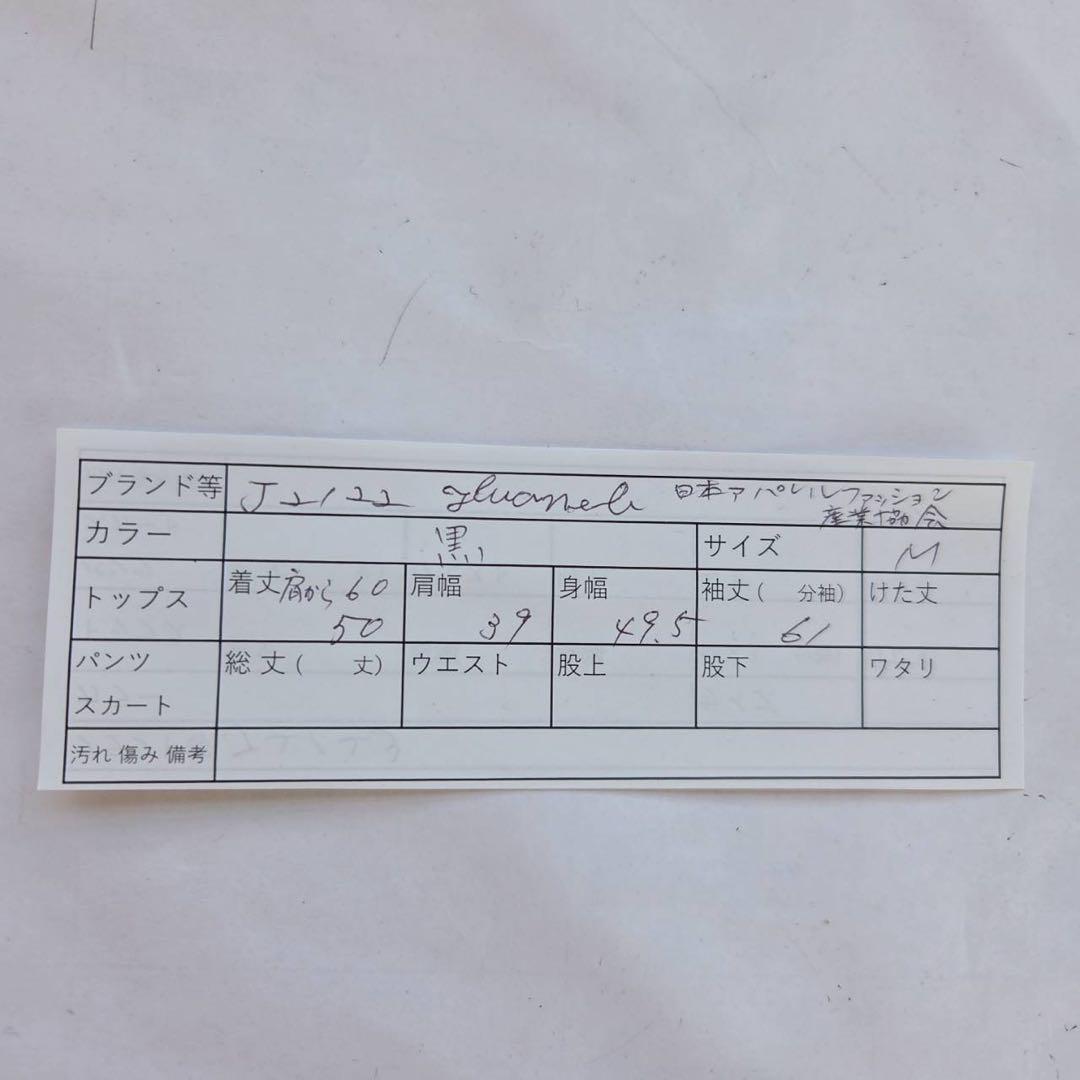 ブランド等 J2122 日本アパレルファッション
産業協会
カラー 黒 サイズ M
トップス 着丈 肩から60 肩幅 身幅 袖丈( 分袖) けた丈
50 39 49.5 61
パンツ 総丈( 丈) ウエスト 股上 股下 ワタリ
スカート
汚れ 傷み 備考